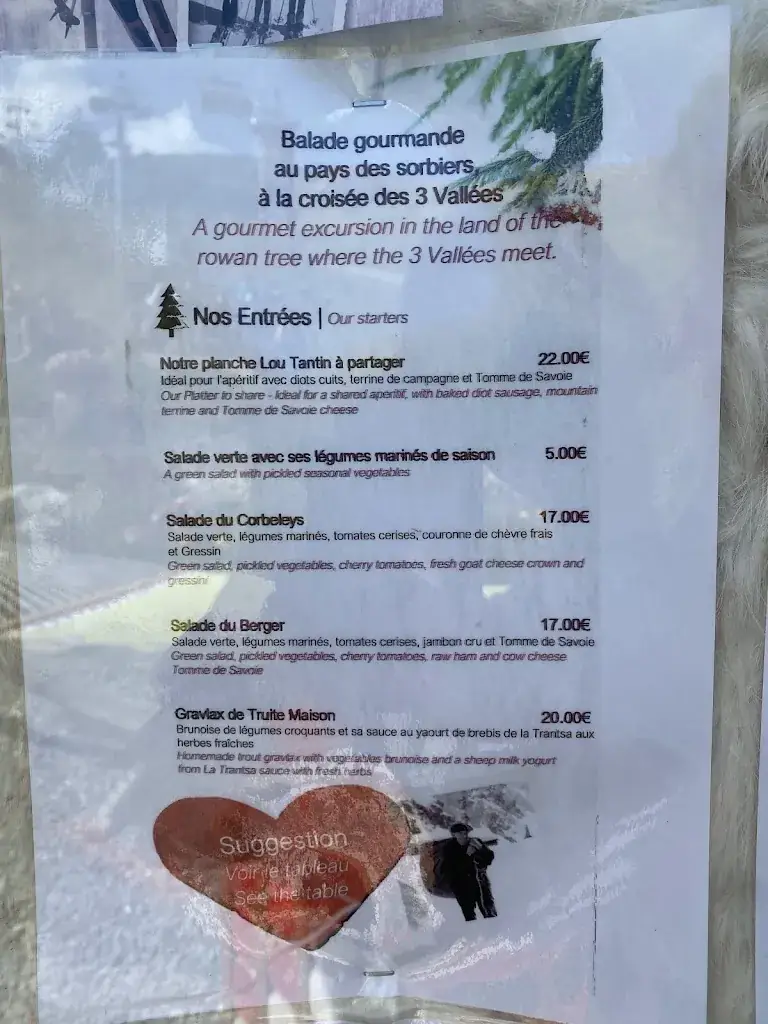 Balade gourmande
au pays des sorbiers,
à la croisée des 3 Vallées
A gourmet excursion in the land of the
rowan tree where the 3 Vallées meet.
Nos Entrées | Our starters
Notre planche Lou Tantin à partager 22.00€
Idéal pour l'apéritif avec diots cuits, terrine de campagne et Tomme de Savoie
Our Platter to share - Ideal for a shared aperitif, with baked diot sausage, mountain
terrine and Tomme de Savoie cheese
Salade verte avec ses légumes marinés de saison 5.00€
A green salad with pickled seasonal vegetables
Salade du Corbeleys 17.00€
Salade verte, légumes marinés, tomates cerises, couronne de chèvre frais
et Gressin
Green salad, pickled vegetables, cherry tomatoes, fresh goat cheese crown and
gressini
Salade du Berger 17.00€
Salade verte, légumes marinés, tomates cerises, jambon cru et Tomme de Savoie
Green salad, pickled vegetables, cherry tomatoes, raw ham and cow cheese
Tomme de Savoie
Gravlax de Truite Maison 20.00€
Brunoise de légumes croquants et sa sauce au yaourt de brebis de la Trantsa aux
herbes fraîches
Homemade trout gravlax with vegetables brunoise and a sheep milk yogurt
from La Trantsa sauce with fresh herbs
Suggestion
Voir le tableau
See the table